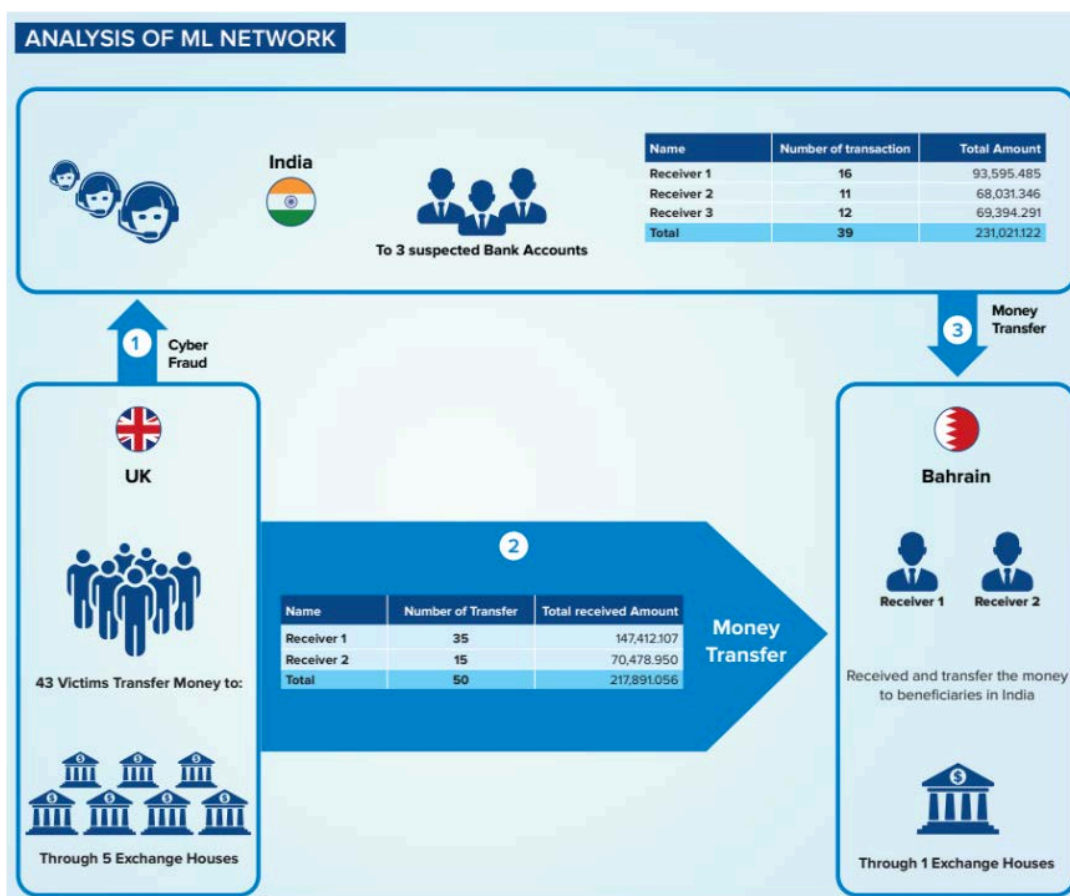 ANALYSIS OF ML NETWORK
India
To 3 suspected Bank Accounts
Name Number of transaction Total Amount
Receiver 1 16 93,595.485
Receiver 2 11 68,031.346
Receiver 3 12 69,394.291
Total 39 231,021.122
1
Cyber
Fraud
3
Money
Transfer
UK
43 Victims Transfer Money to:
Through 5 Exchange Houses
2
Name Number of Transfer Total received Amount
Receiver 1 35 147,412.107
Receiver 2 15 70,478.950
Total 50 217,891.056
Money
Transfer
Bahrain
Receiver 1 Receiver 2
Received and transfer the money
to beneficiaries in India
Through 1 Exchange Houses